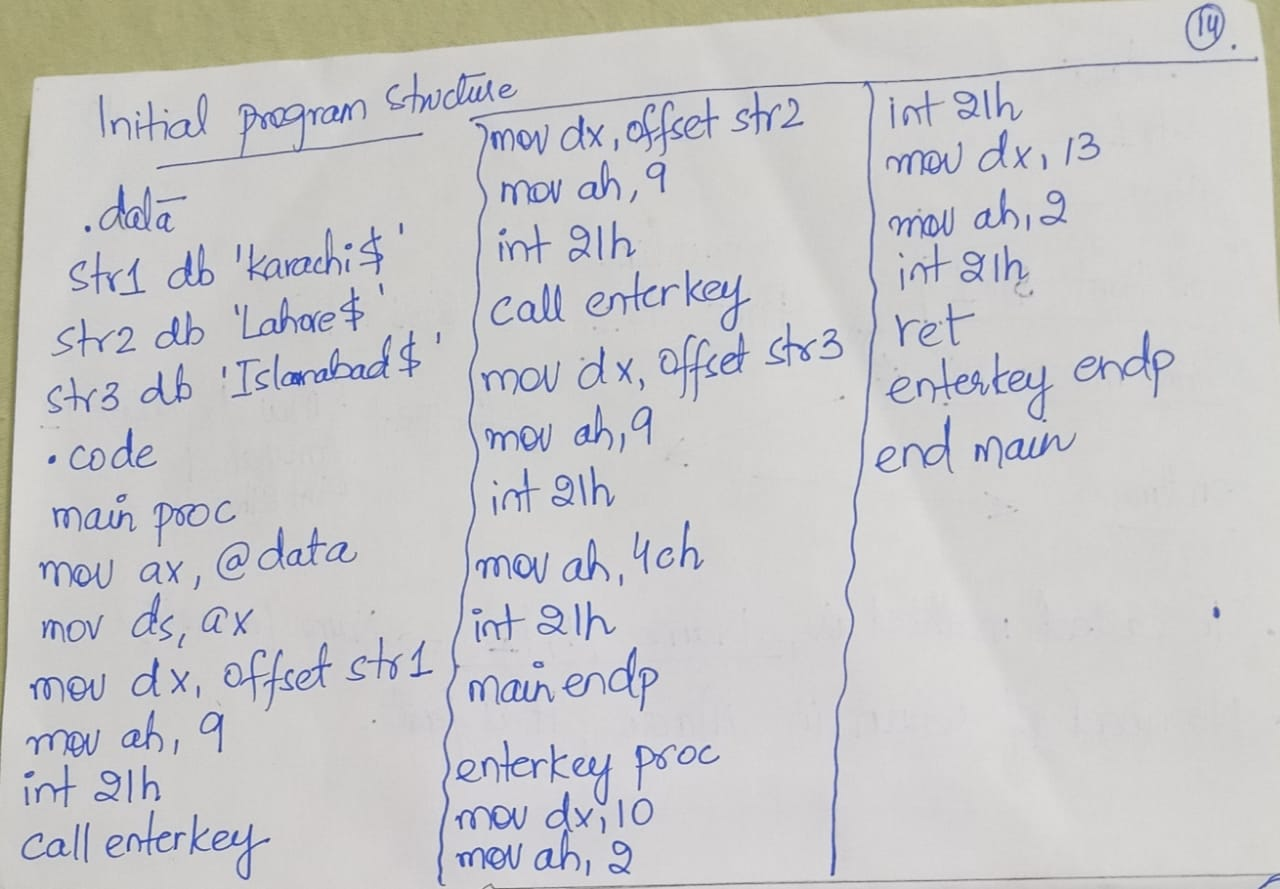 14.
Initial program structure
.data
str1 db 'Karachi$'
str2 db 'Lahore$'
str3 db 'Islamabad$'
.code
main proc
mov ax, @data
mov ds, ax
mov dx, offset str1
mov ah, 9
int 21h
call enterkey
mov dx, offset str2
mov ah, 9
int 21h
call enterkey
mov dx, offset str3
mov ah, 9
int 21h
mov ah, 4ch
int 21h
main endp
enterkey proc
mov dx, 10
mov ah, 2
int 21h
mov dx, 13
mov ah, 2
int 21h
ret
enterkey endp
end main